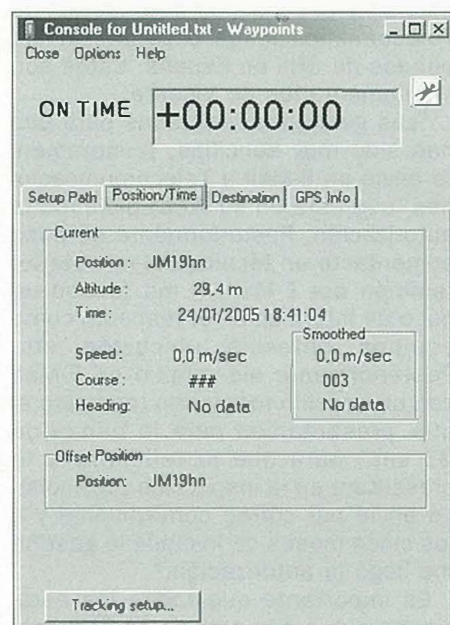 Console for Untitled.txt - Waypoints
Close Options Help
ON TIME +00:00:00
Setup Path Position/Time Destination GPS Info
Current
Position: JM19hn
Altitude: 29,4 m
Time: 24/01/2005 18:41:04
Smoothed
Speed: 0,0 m/sec 0,0 m/sec
Course: ### 003
Heading: No data No data
Offset Position
Position: JM19hn
Tracking setup...